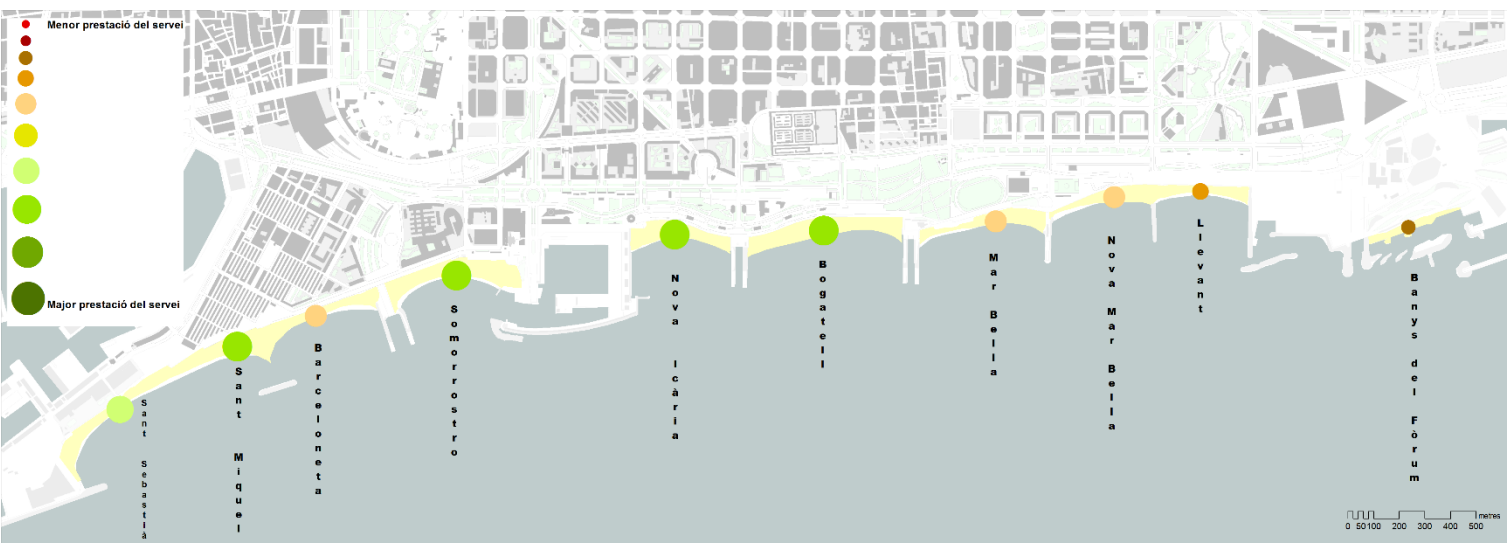 Menor prestació del servei
Major prestació del servei
Sant Sebastià
Sant Miquel
Barceloneta
Somorrostro
Nova Icària
Bogatell
Mar Bella
Nova Mar Bella
Llevant
Banys del Fòrum
metres
0 50 100 200 300 400 500